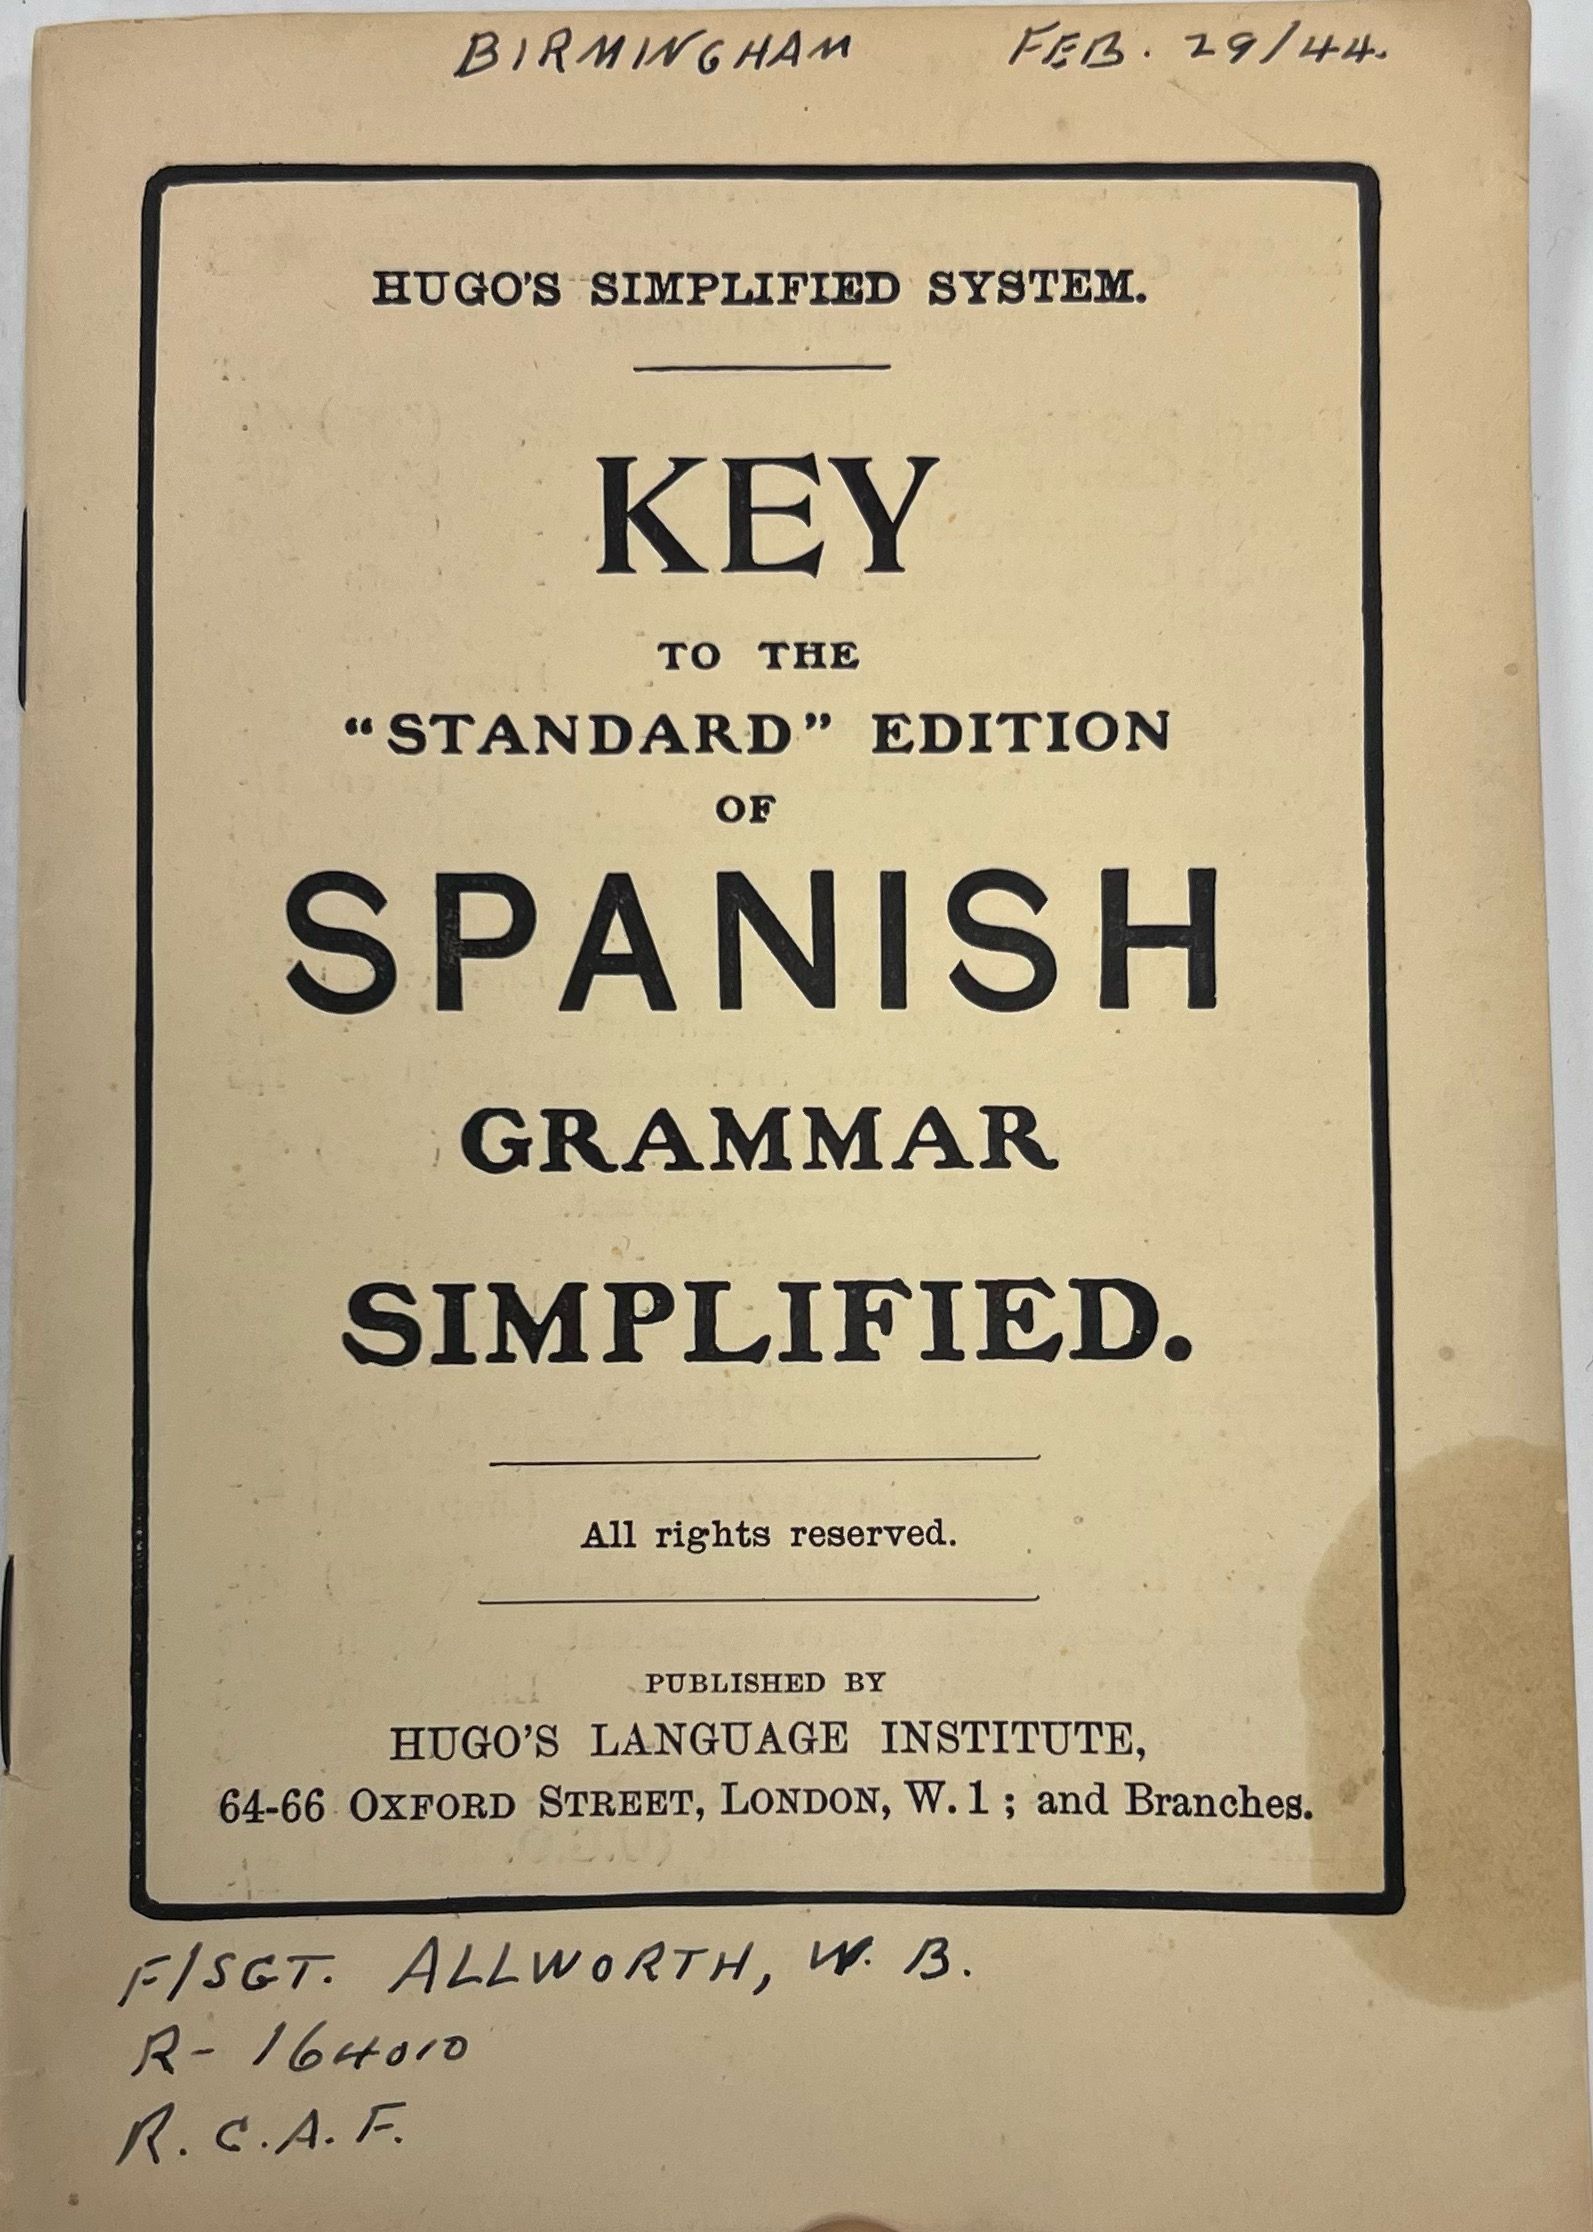 BIRMINGHAM FEB. 29/44.
HUGO'S SIMPLIFIED SYSTEM.
KEY
TO THE
"STANDARD" EDITION
OF
SPANISH
GRAMMAR
SIMPLIFIED.
All rights reserved.
PUBLISHED BY
HUGO'S LANGUAGE INSTITUTE,
64-66 OXFORD STREET, LONDON, W. 1 ; and Branches.
F/SGT. ALLWORTH, W. B.
R- 164010
R. C. A. F.